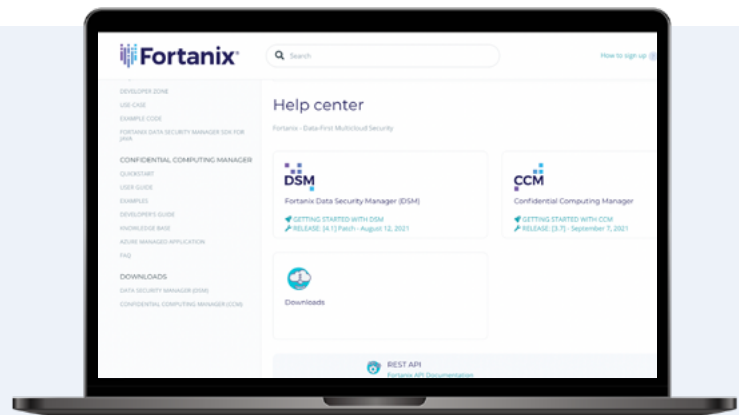 Fortanix
Search
How to sign up
DEVELOPER ZONE
USE CASE
EXAMPLE CODE
FORTANIX DATA SECURITY MANAGER SDK FOR
JAVA
CONFIDENTIAL COMPUTING MANAGER
QUICKSTART
USER GUIDE
EXAMPLES
DEVELOPER'S GUIDE
KNOWLEDGE BASE
AZURE MANAGED APPLICATION
FAQ
DOWNLOADS
DATA SECURITY MANAGER (DSM)
CONFIDENTIAL COMPUTING MANAGER (CCM)
Help center
Fortanix - Data-First Multicloud Security
DSM
Fortanix Data Security Manager (DSM)
GETTING STARTED WITH DSM
RELEASE: [4.1] Patch - August 12, 2021
CCM
Confidential Computing Manager
GETTING STARTED WITH CCM
RELEASE: [3.7] - September 7, 2021
Downloads
REST API
Fortanix API Documentation